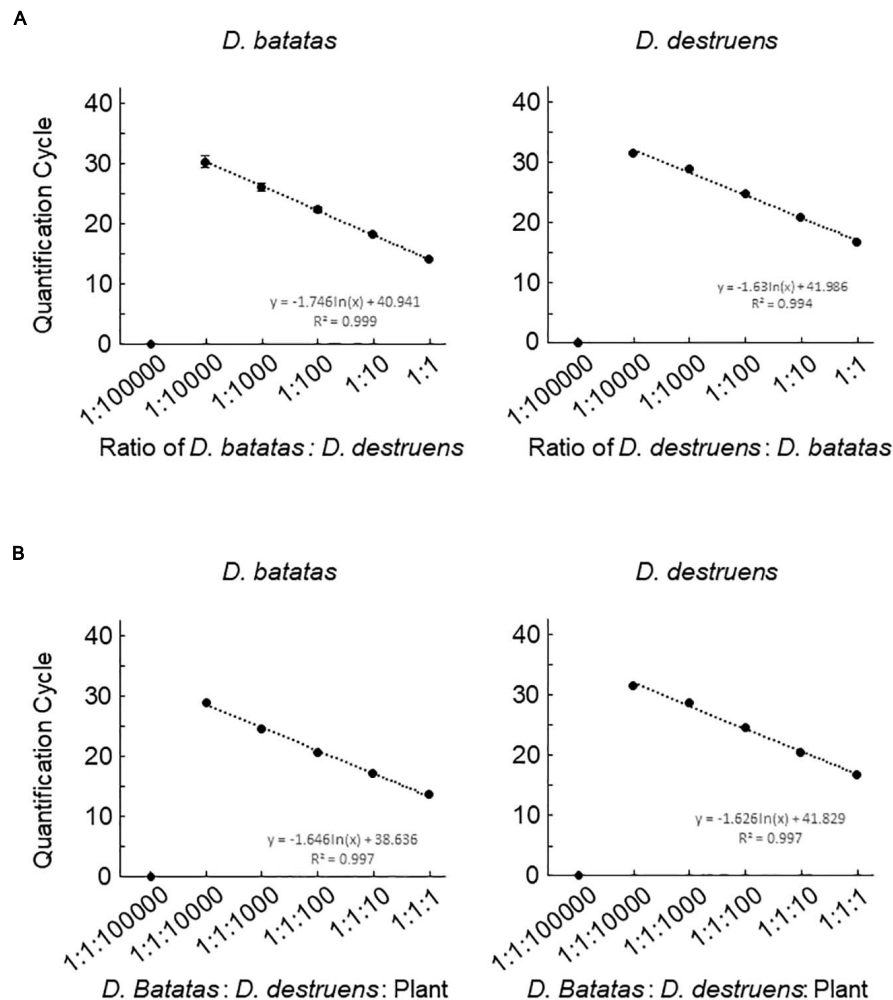 A
D. batatas
D. destruens
Quantification Cycle
40
30
20
10
0
1:100000
1:10000
1:1000
1:100
1:10
1:1
y = -1.746ln(x) + 40.941
R² = 0.999
Ratio of D. batatas : D. destruens
40
30
20
10
0
1:100000
1:10000
1:1000
1:100
1:10
1:1
y = -1.63ln(x) + 41.986
R² = 0.994
Ratio of D. destruens : D. batatas
B
D. batatas
D. destruens
Quantification Cycle
40
30
20
10
0
1:1:100000
1:1:10000
1:1:1000
1:1:100
1:1:10
1:1:1
y = -1.646ln(x) + 38.636
R² = 0.997
D. Batatas : D. destruens : Plant
40
30
20
10
0
1:1:100000
1:1:10000
1:1:1000
1:1:100
1:1:10
1:1:1
y = -1.626ln(x) + 41.829
R² = 0.997
D. Batatas : D. destruens: Plant